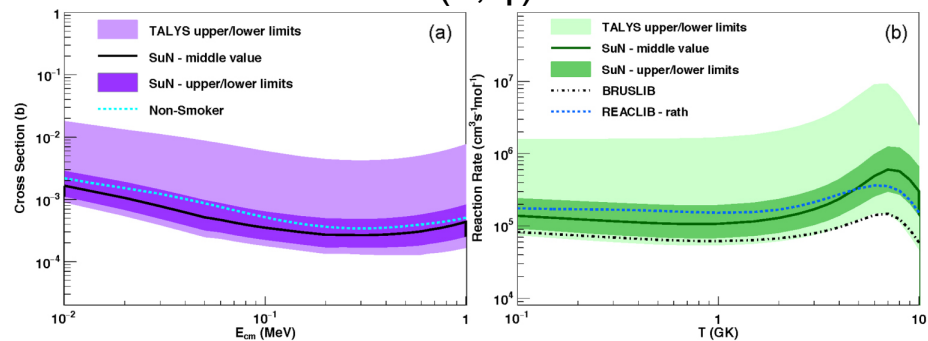 TALYS upper/lower limits
SuN - middle value
SuN - upper/lower limits
Non-Smoker
(a)
1
10⁻¹
10⁻²
10⁻³
10⁻⁴
Cross Section (b)
10⁻²
10⁻¹
1
E_cm (MeV)
TALYS upper/lower limits
SuN - middle value
SuN - upper/lower limits
BRUSLIB
REACLIB - rath
(b)
10⁷
10⁶
10⁵
10⁴
Reaction Rate (cm³s⁻¹mol⁻¹)
10⁻¹
1
10
T (GK)